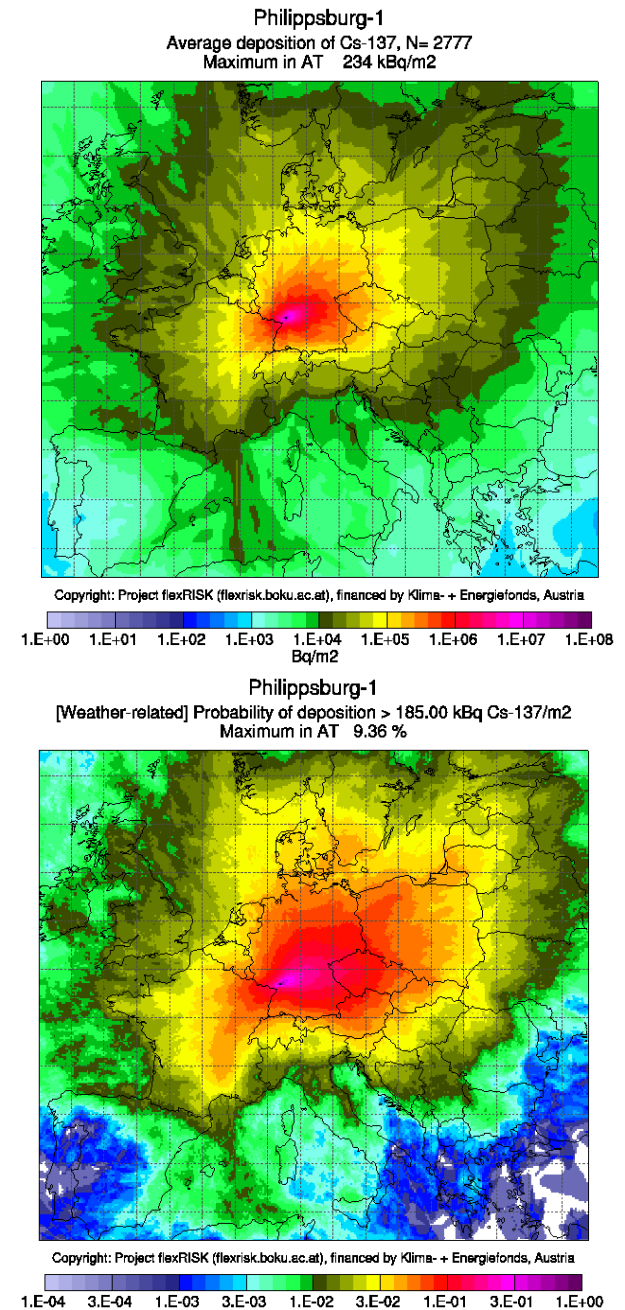 Philippsburg-1
Average deposition of Cs-137, N= 2777
Maximum in AT 234 kBq/m2
Copyright: Project flexRISK (flexrisk.boku.ac.at), financed by Klima- + Energiefonds, Austria
1.E+00 1.E+01 1.E+02 1.E+03 1.E+04 1.E+05 1.E+06 1.E+07 1.E+08
Bq/m2
Philippsburg-1
[Weather-related] Probability of deposition > 185.00 kBq Cs-137/m2
Maximum in AT 9.36 %
Copyright: Project flexRISK (flexrisk.boku.ac.at), financed by Klima- + Energiefonds, Austria
1.E-04 3.E-04 1.E-03 3.E-03 1.E-02 3.E-02 1.E-01 3.E-01 1.E+00